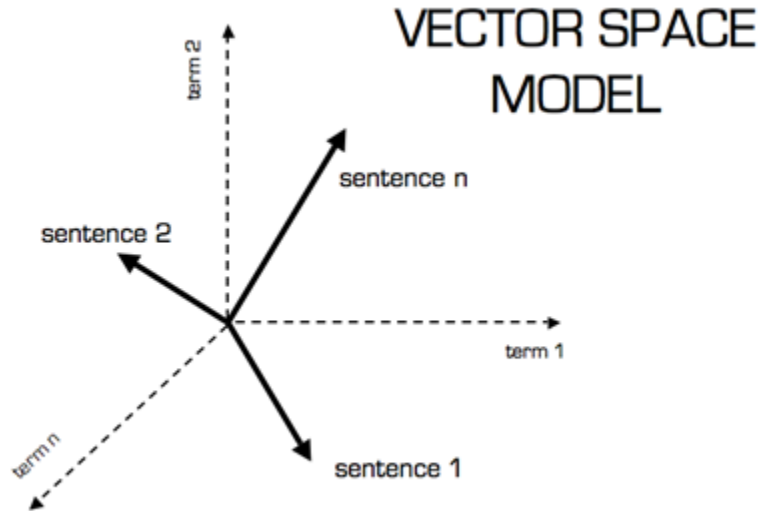 VECTOR SPACE
MODEL
term 2
sentence n
sentence 2
term 1
term n
sentence 1